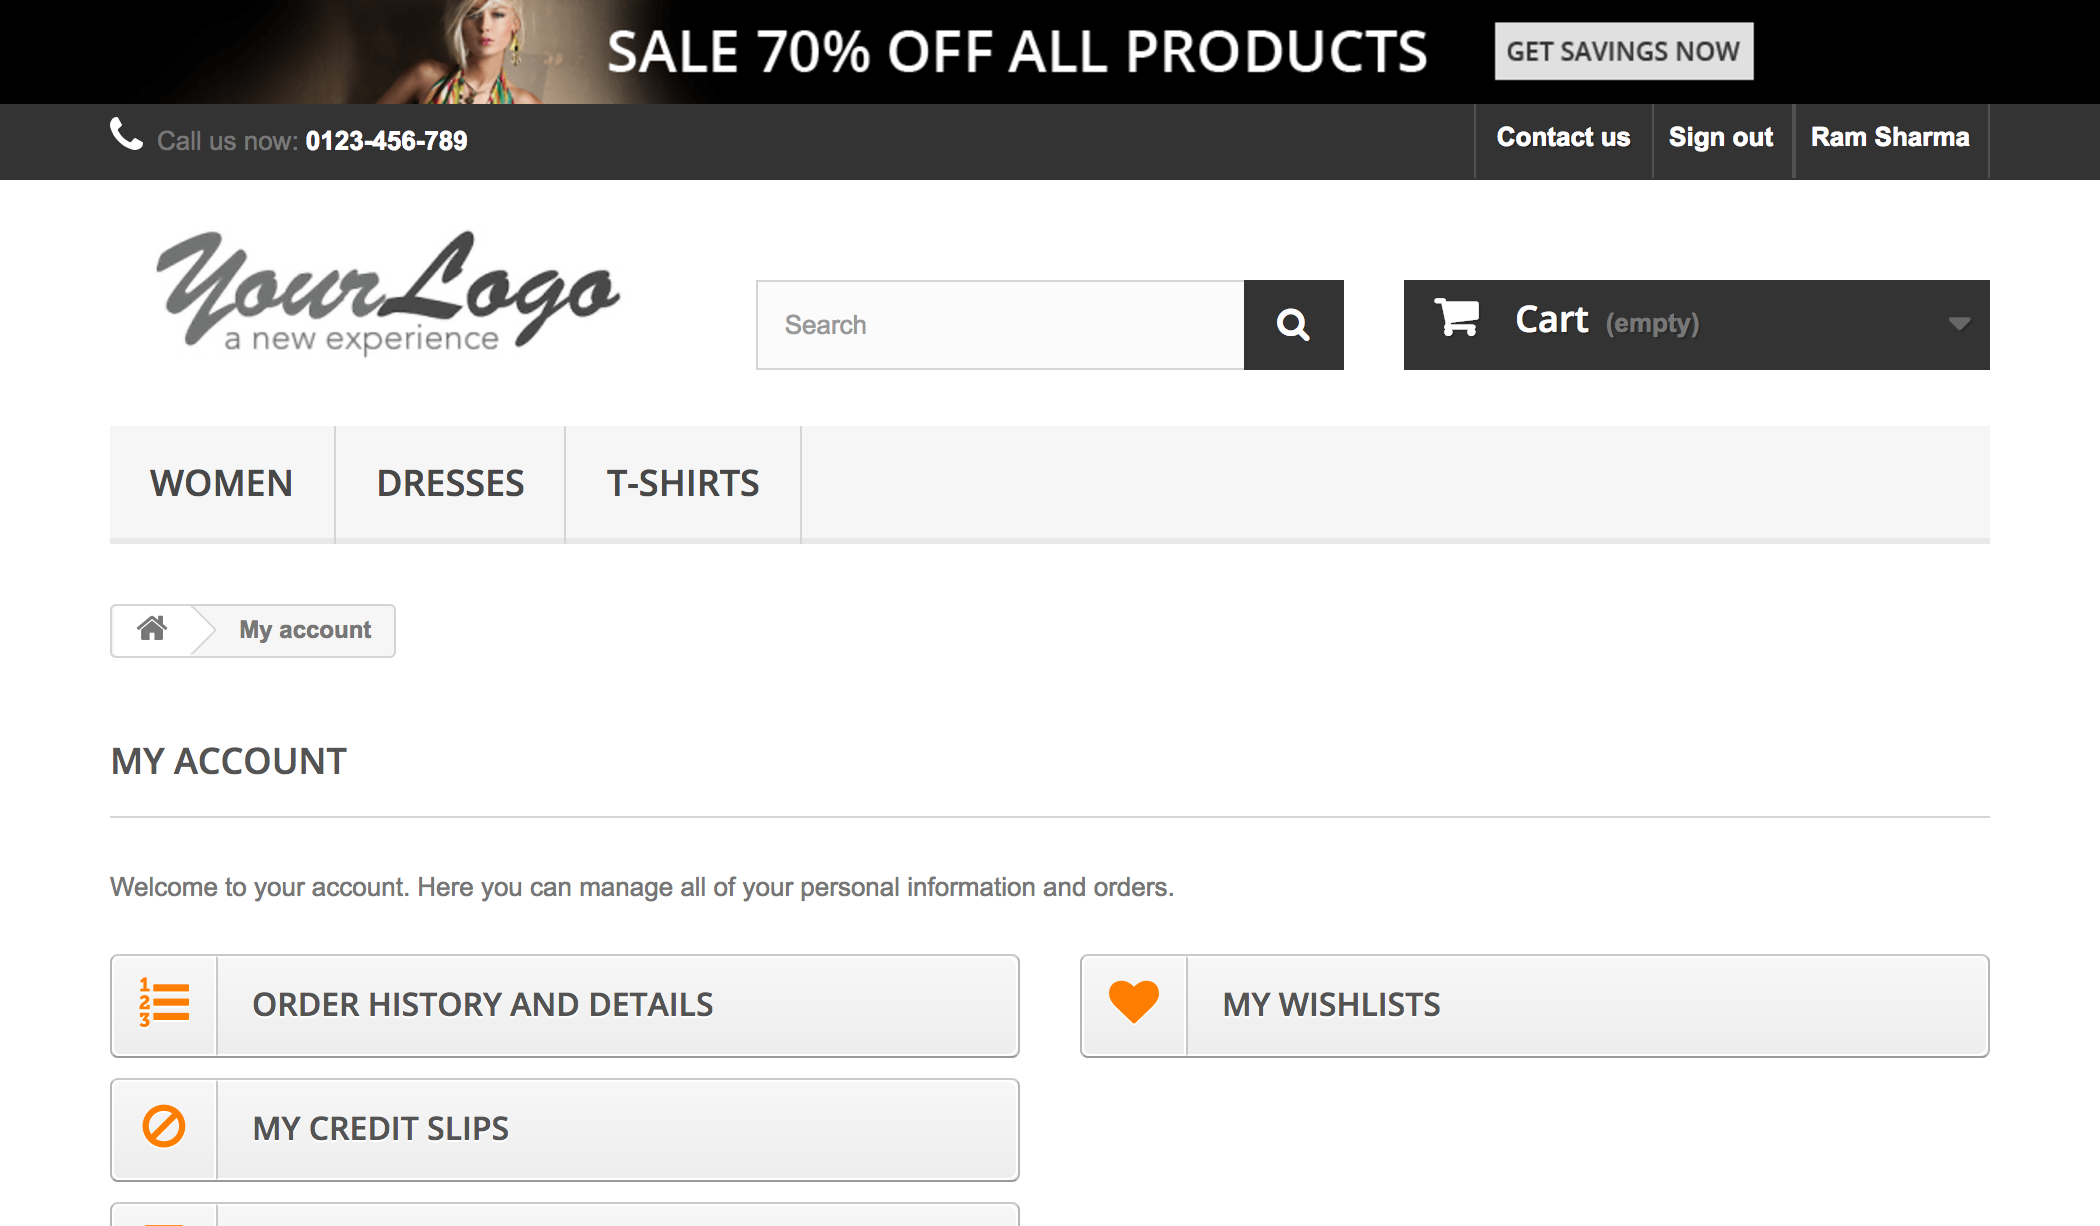 SALE 70% OFF ALL PRODUCTS
GET SAVINGS NOW
Call us now: 0123-456-789
Contact us
Sign out
Ram Sharma
YourLogo
a new experience
Search
Cart (empty)
WOMEN
DRESSES
T-SHIRTS
My account
MY ACCOUNT
Welcome to your account. Here you can manage all of your personal information and orders.
1
2
3
ORDER HISTORY AND DETAILS
MY WISHLISTS
MY CREDIT SLIPS